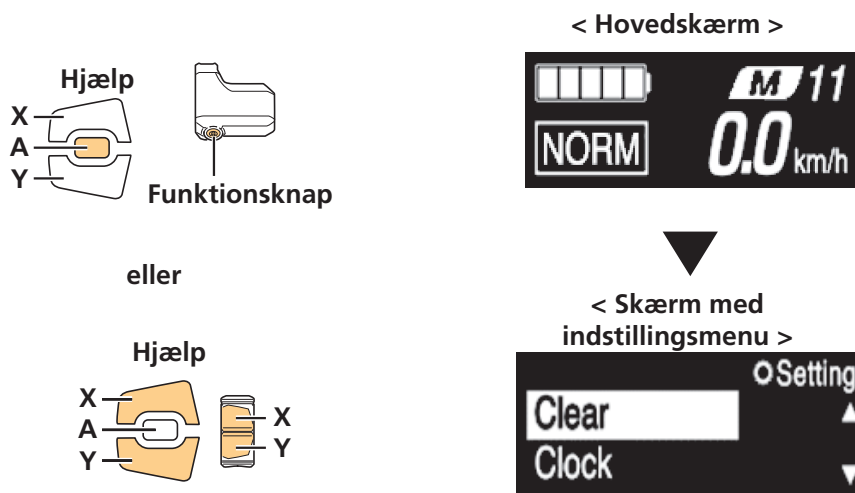 Hjælp
X
A
Y
Funktionsknap
eller
Hjælp
X
A
Y
X
Y
< Hovedskærm >
M 11
NORM
0.0 km/h
< Skærm med
indstillingsmenu >
Setting
Clear
Clock